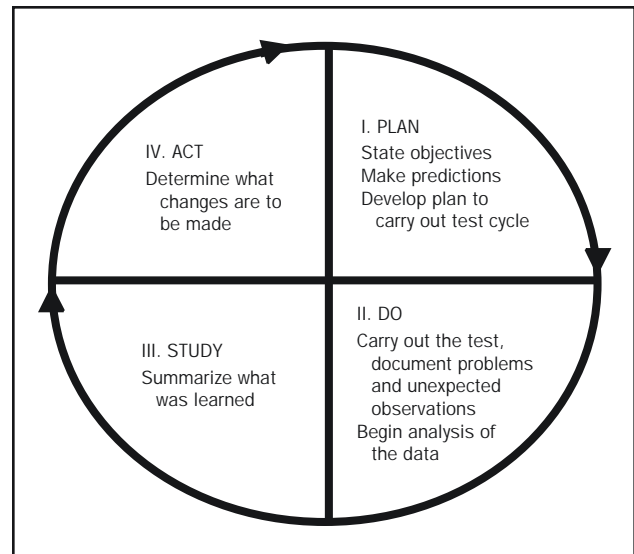 I. PLAN
State objectives
Make predictions
Develop plan to
carry out test cycle
II. DO
Carry out the test,
document problems
and unexpected
observations
Begin analysis of
the data
III. STUDY
Summarize what
was learned
IV. ACT
Determine what
changes are to
be made